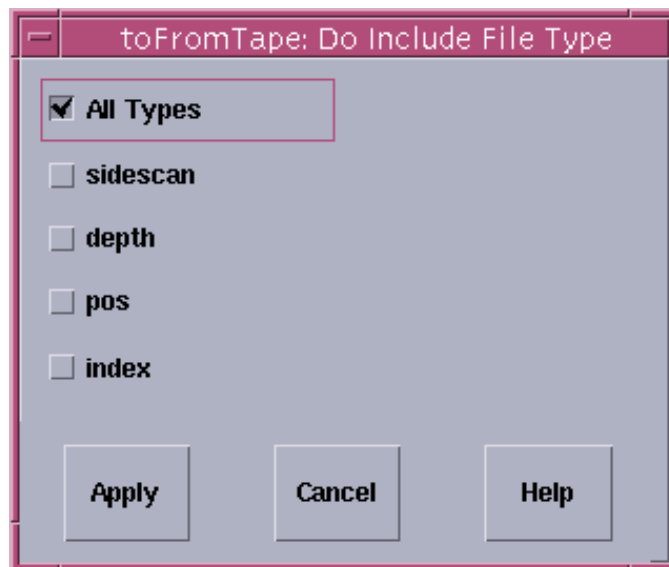 toFromTape: Do Include File Type
All Types
sidescan
depth
pos
index
Apply Cancel Help